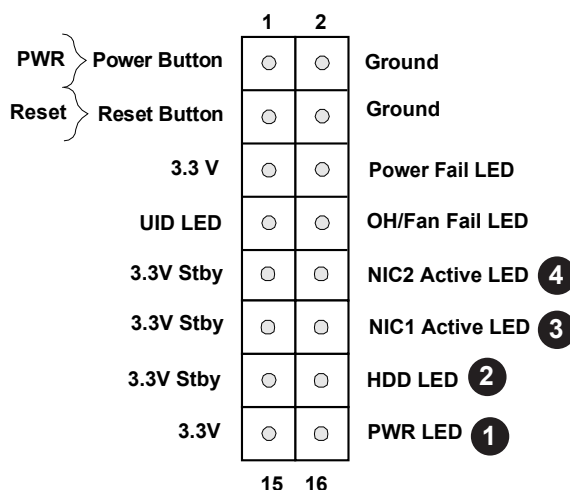 1 2
PWR Power Button Ground
Reset Reset Button Ground
3.3 V Power Fail LED
UID LED OH/Fan Fail LED
3.3V Stby NIC2 Active LED 4
3.3V Stby NIC1 Active LED 3
3.3V Stby HDD LED 2
3.3V PWR LED 1
15 16